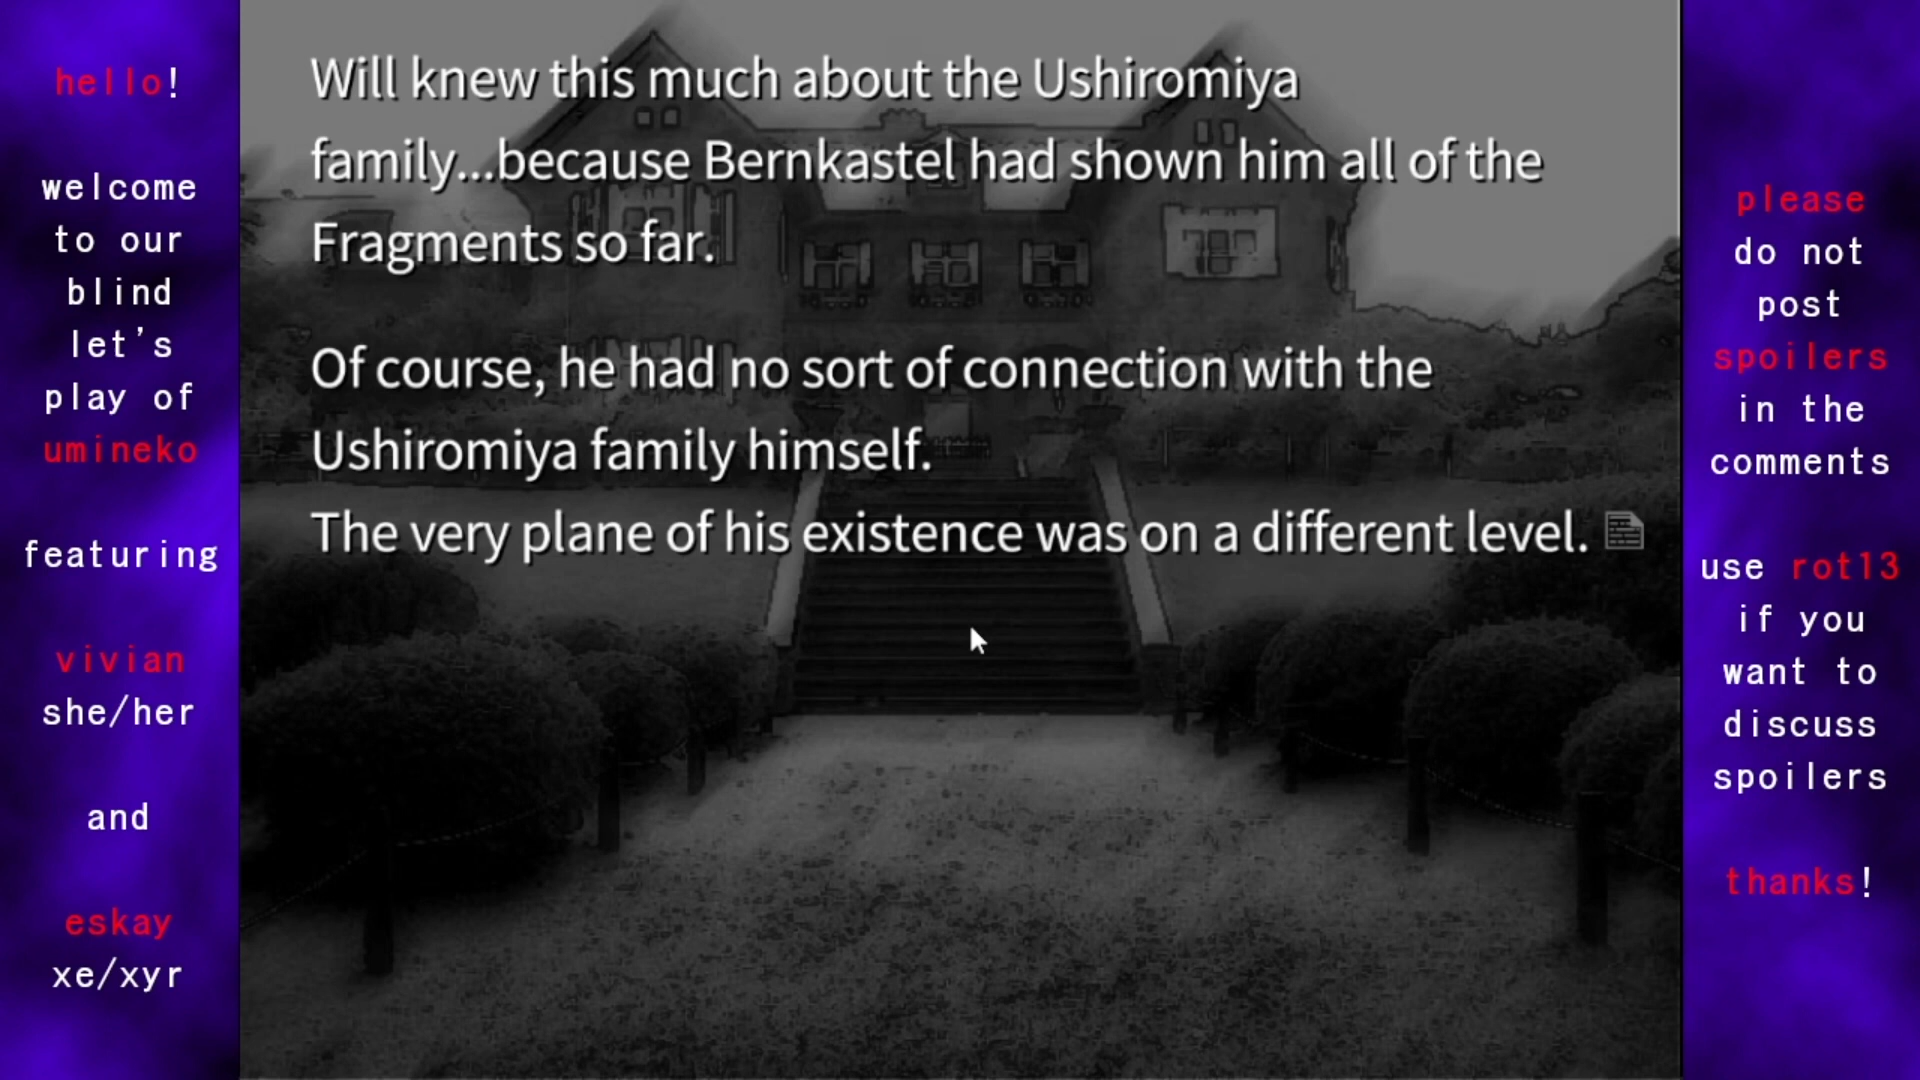 hello!
welcome
to our
blind
let's
play of
umineko
featuring
vivian
she/her
and
eskay
xe/xyr
Will knew this much about the Ushiromiya
family...because Bernkastel had shown him all of the
Fragments so far.
Of course, he had no sort of connection with the
Ushiromiya family himself.
The very plane of his existence was on a different level.
please
do not
post
spoilers
in the
comments
use rot13
if you
want to
discuss
spoilers
thanks!